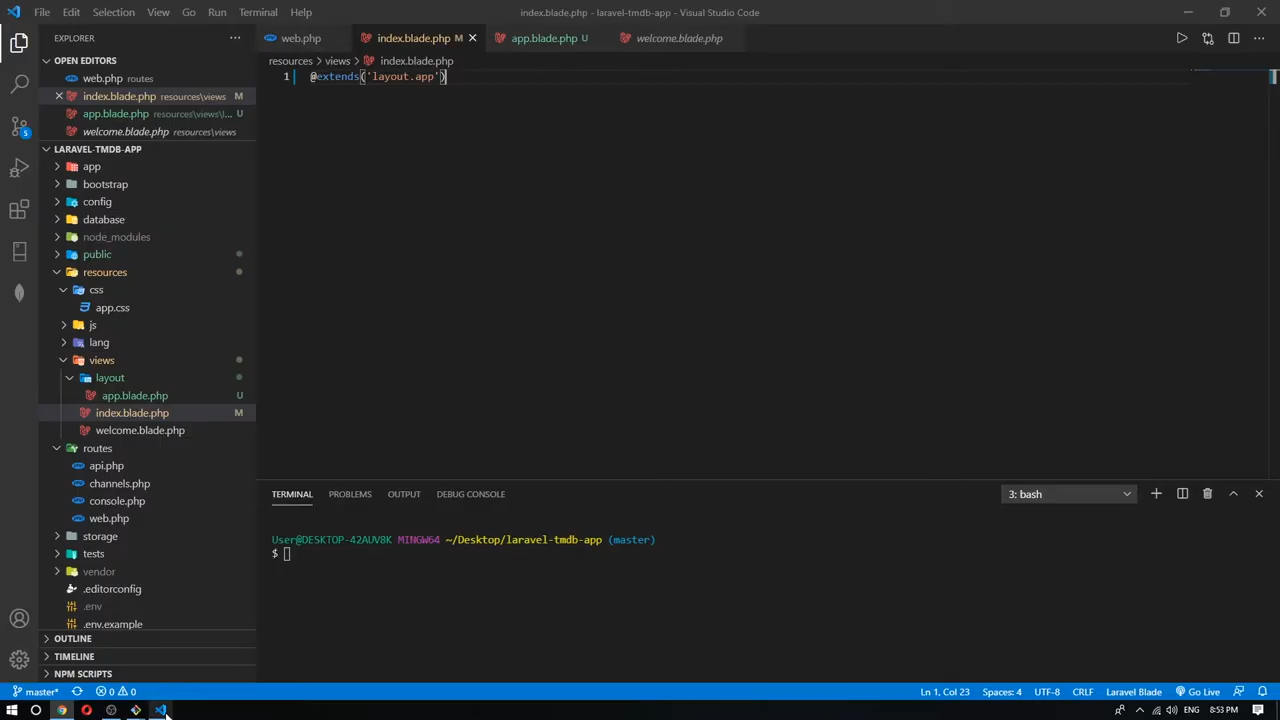 File Edit Selection View Go Run Terminal Help
index.blade.php - laravel-tmdb-app - Visual Studio Code
EXPLORER
web.php
index.blade.php M
app.blade.php U
welcome.blade.php
OPEN EDITORS
web.php routes
index.blade.php resources\views M
app.blade.php resources\views\l... U
welcome.blade.php resources\views
resources > views > index.blade.php
1 @extends('layout.app')
LARAVEL-TMDB-APP
app
bootstrap
config
database
node_modules
public
resources
css
app.css
js
lang
views
layout
app.blade.php U
index.blade.php M
welcome.blade.php
routes
api.php
channels.php
console.php
web.php
storage
tests
vendor
.editorconfig
.env
.env.example
OUTLINE
TIMELINE
NPM SCRIPTS
TERMINAL PROBLEMS OUTPUT DEBUG CONSOLE
3: bash
User@DESKTOP-42AUV8K MINGW64 ~/Desktop/laravel-tmdb-app (master)
$
5
master* 0 0
Ln 1, Col 23 Spaces: 4 UTF-8 CRLF Laravel Blade Go Live
ENG 8:53 PM